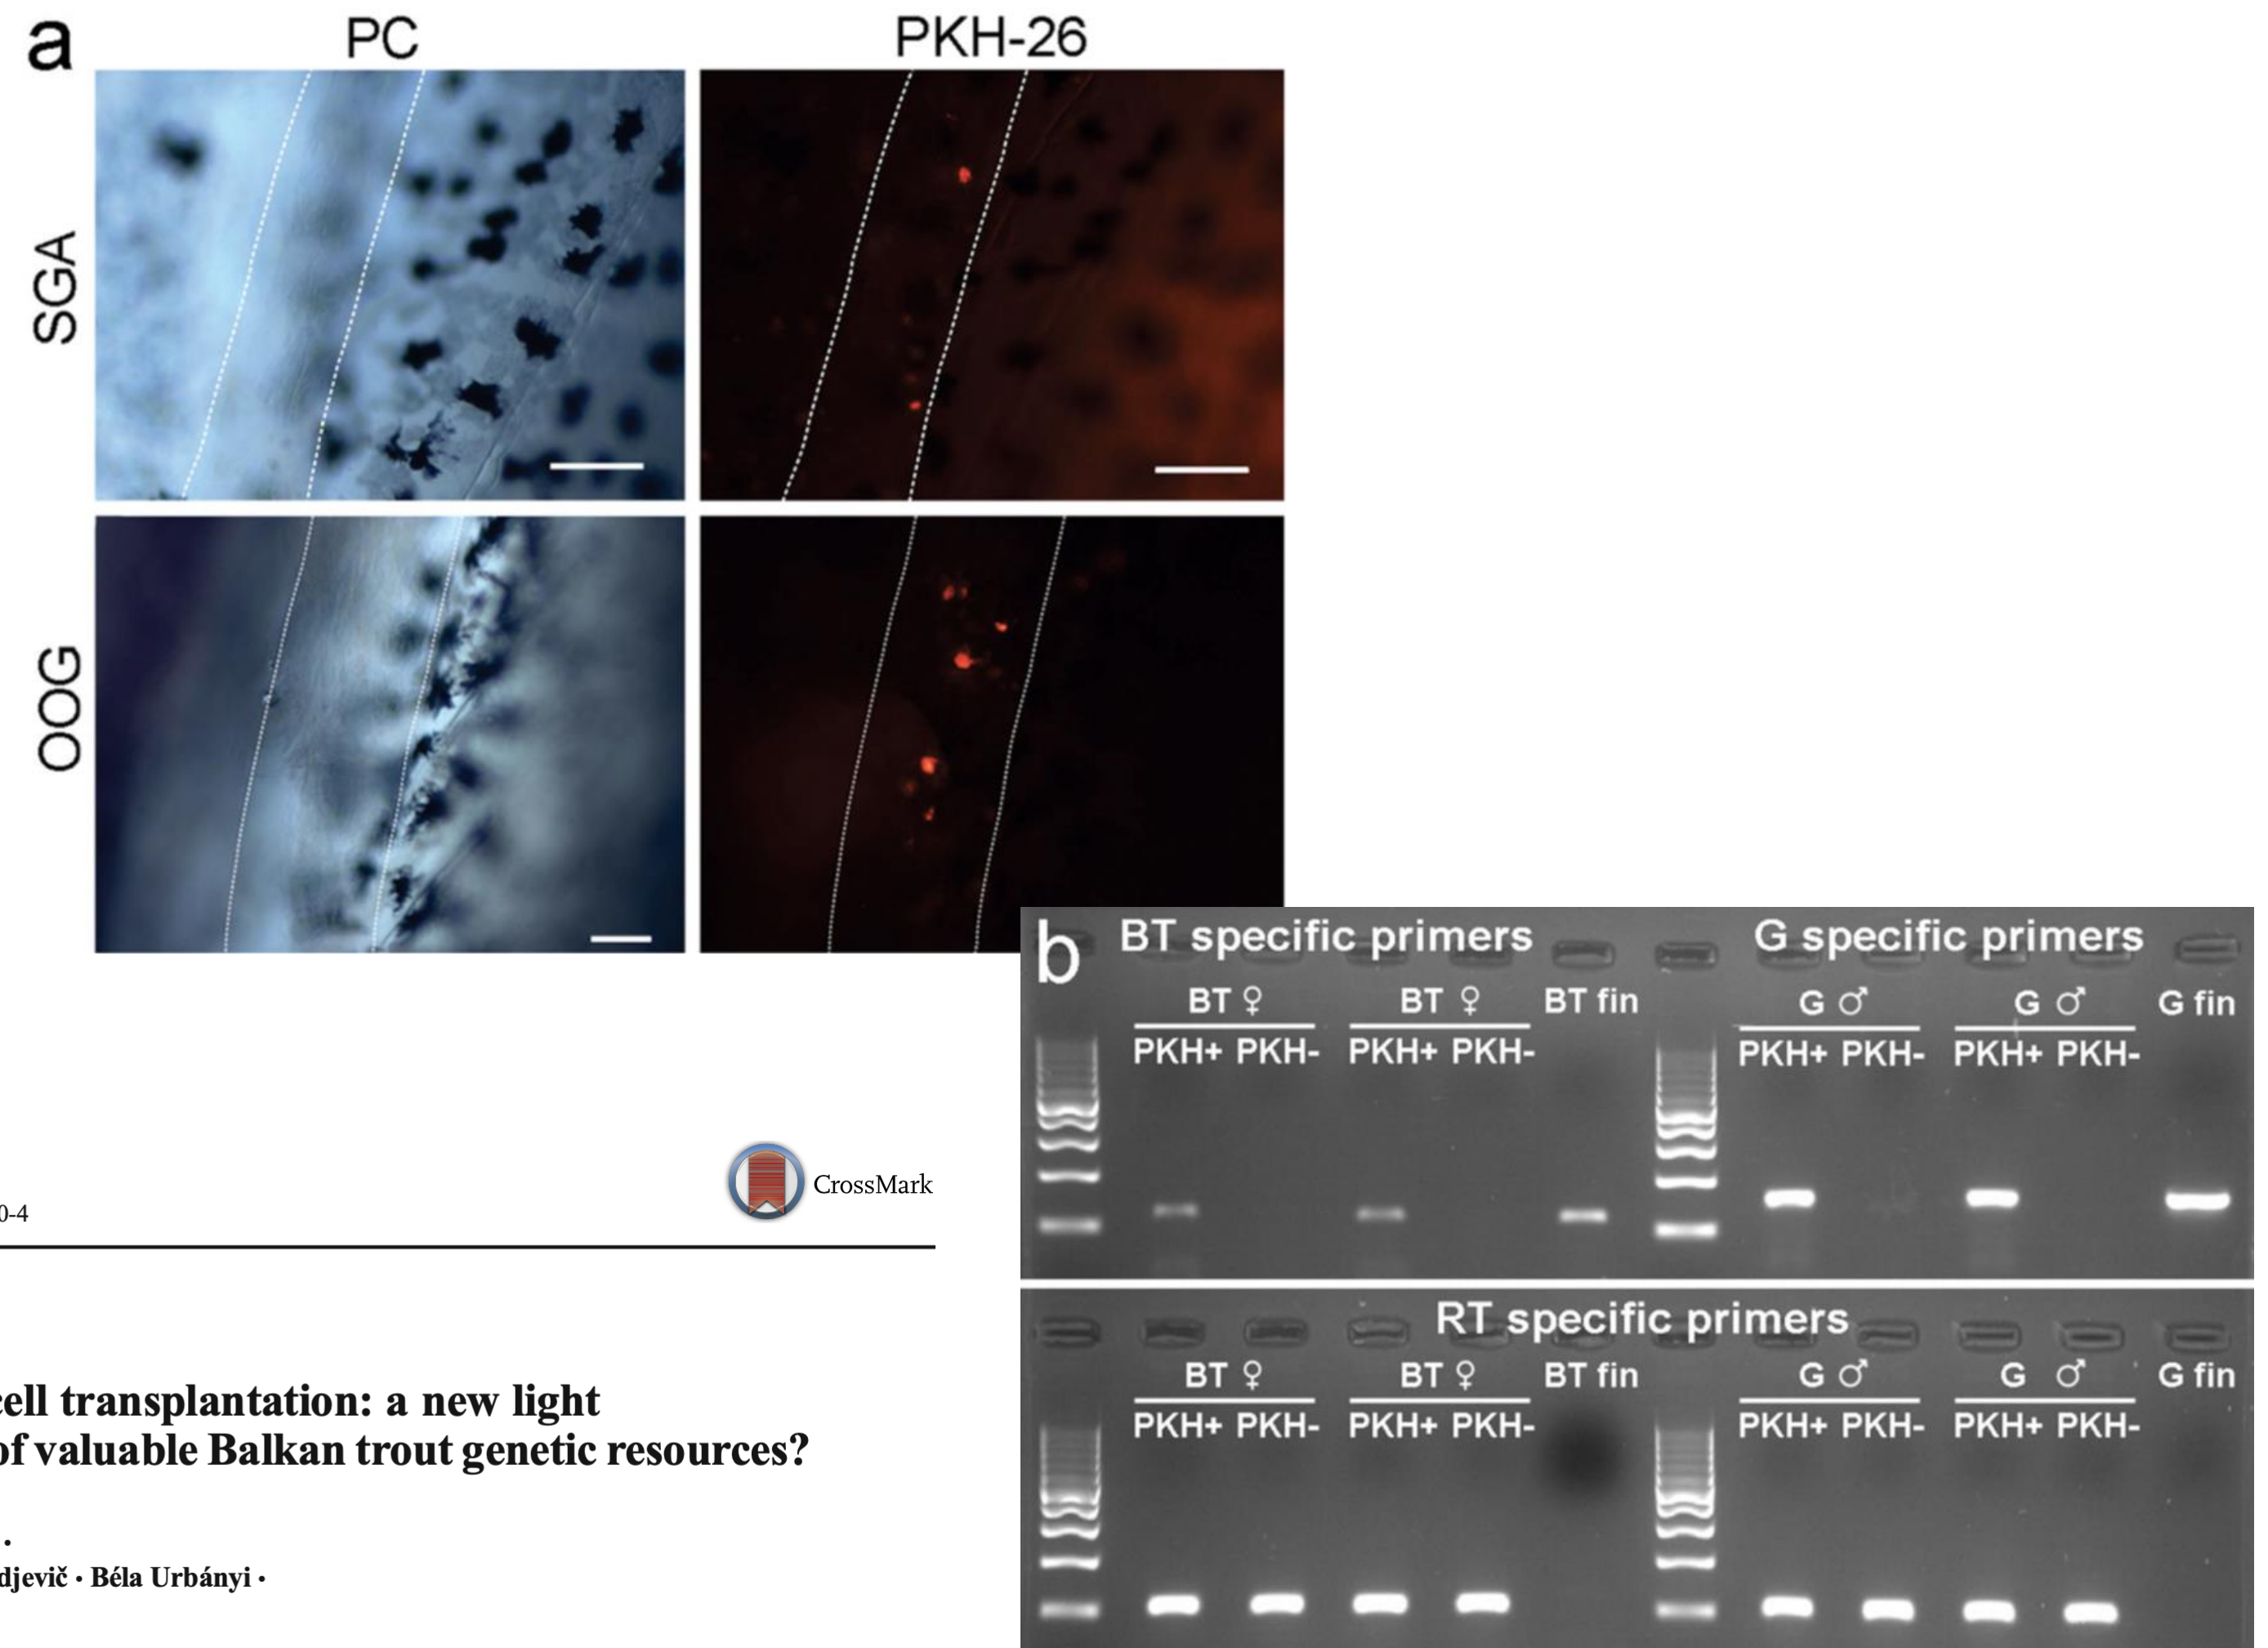 a
PC PKH-26
SGA
OOG
b
BT specific primers G specific primers
BT ♀ BT ♀ BT fin G ♂ G ♂ G fin
PKH+ PKH- PKH+ PKH- PKH+ PKH- PKH+ PKH-
RT specific primers
BT ♀ BT ♀ BT fin G ♂ G ♂ G fin
PKH+ PKH- PKH+ PKH- PKH+ PKH- PKH+ PKH-
CrossMark
0-4
cell transplantation: a new light
of valuable Balkan trout genetic resources?
·
djevič · Béla Urbányi ·